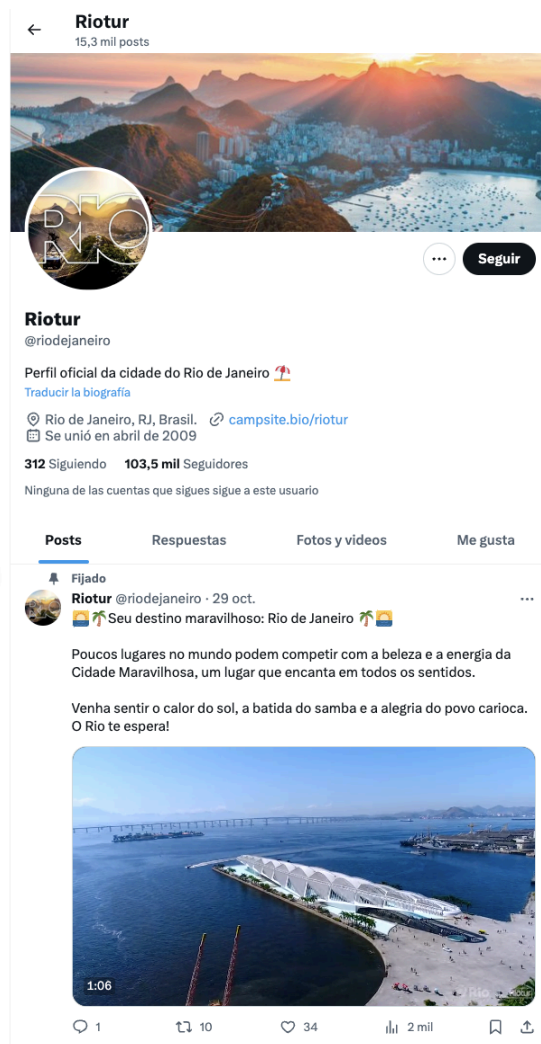 Riotur
15,3 mil posts
RIO
Seguir
Riotur
@riodejaneiro
Perfil oficial da cidade do Rio de Janeiro
Traducir la biografía
Rio de Janeiro, RJ, Brasil. campsite.bio/riotur
Se unió en abril de 2009
312 Siguiendo 103,5 mil Seguidores
Ninguna de las cuentas que sigues sigue a este usuario
Posts Respuestas Fotos y videos Me gusta
Fijado
Riotur @riodejaneiro · 29 oct.
Seu destino maravilhoso: Rio de Janeiro
Poucos lugares no mundo podem competir com a beleza e a energia da
Cidade Maravilhosa, um lugar que encanta em todos os sentidos.
Venha sentir o calor do sol, a batida do samba e a alegria do povo carioca.
O Rio te espera!
1:06
1 10 34 2 mil